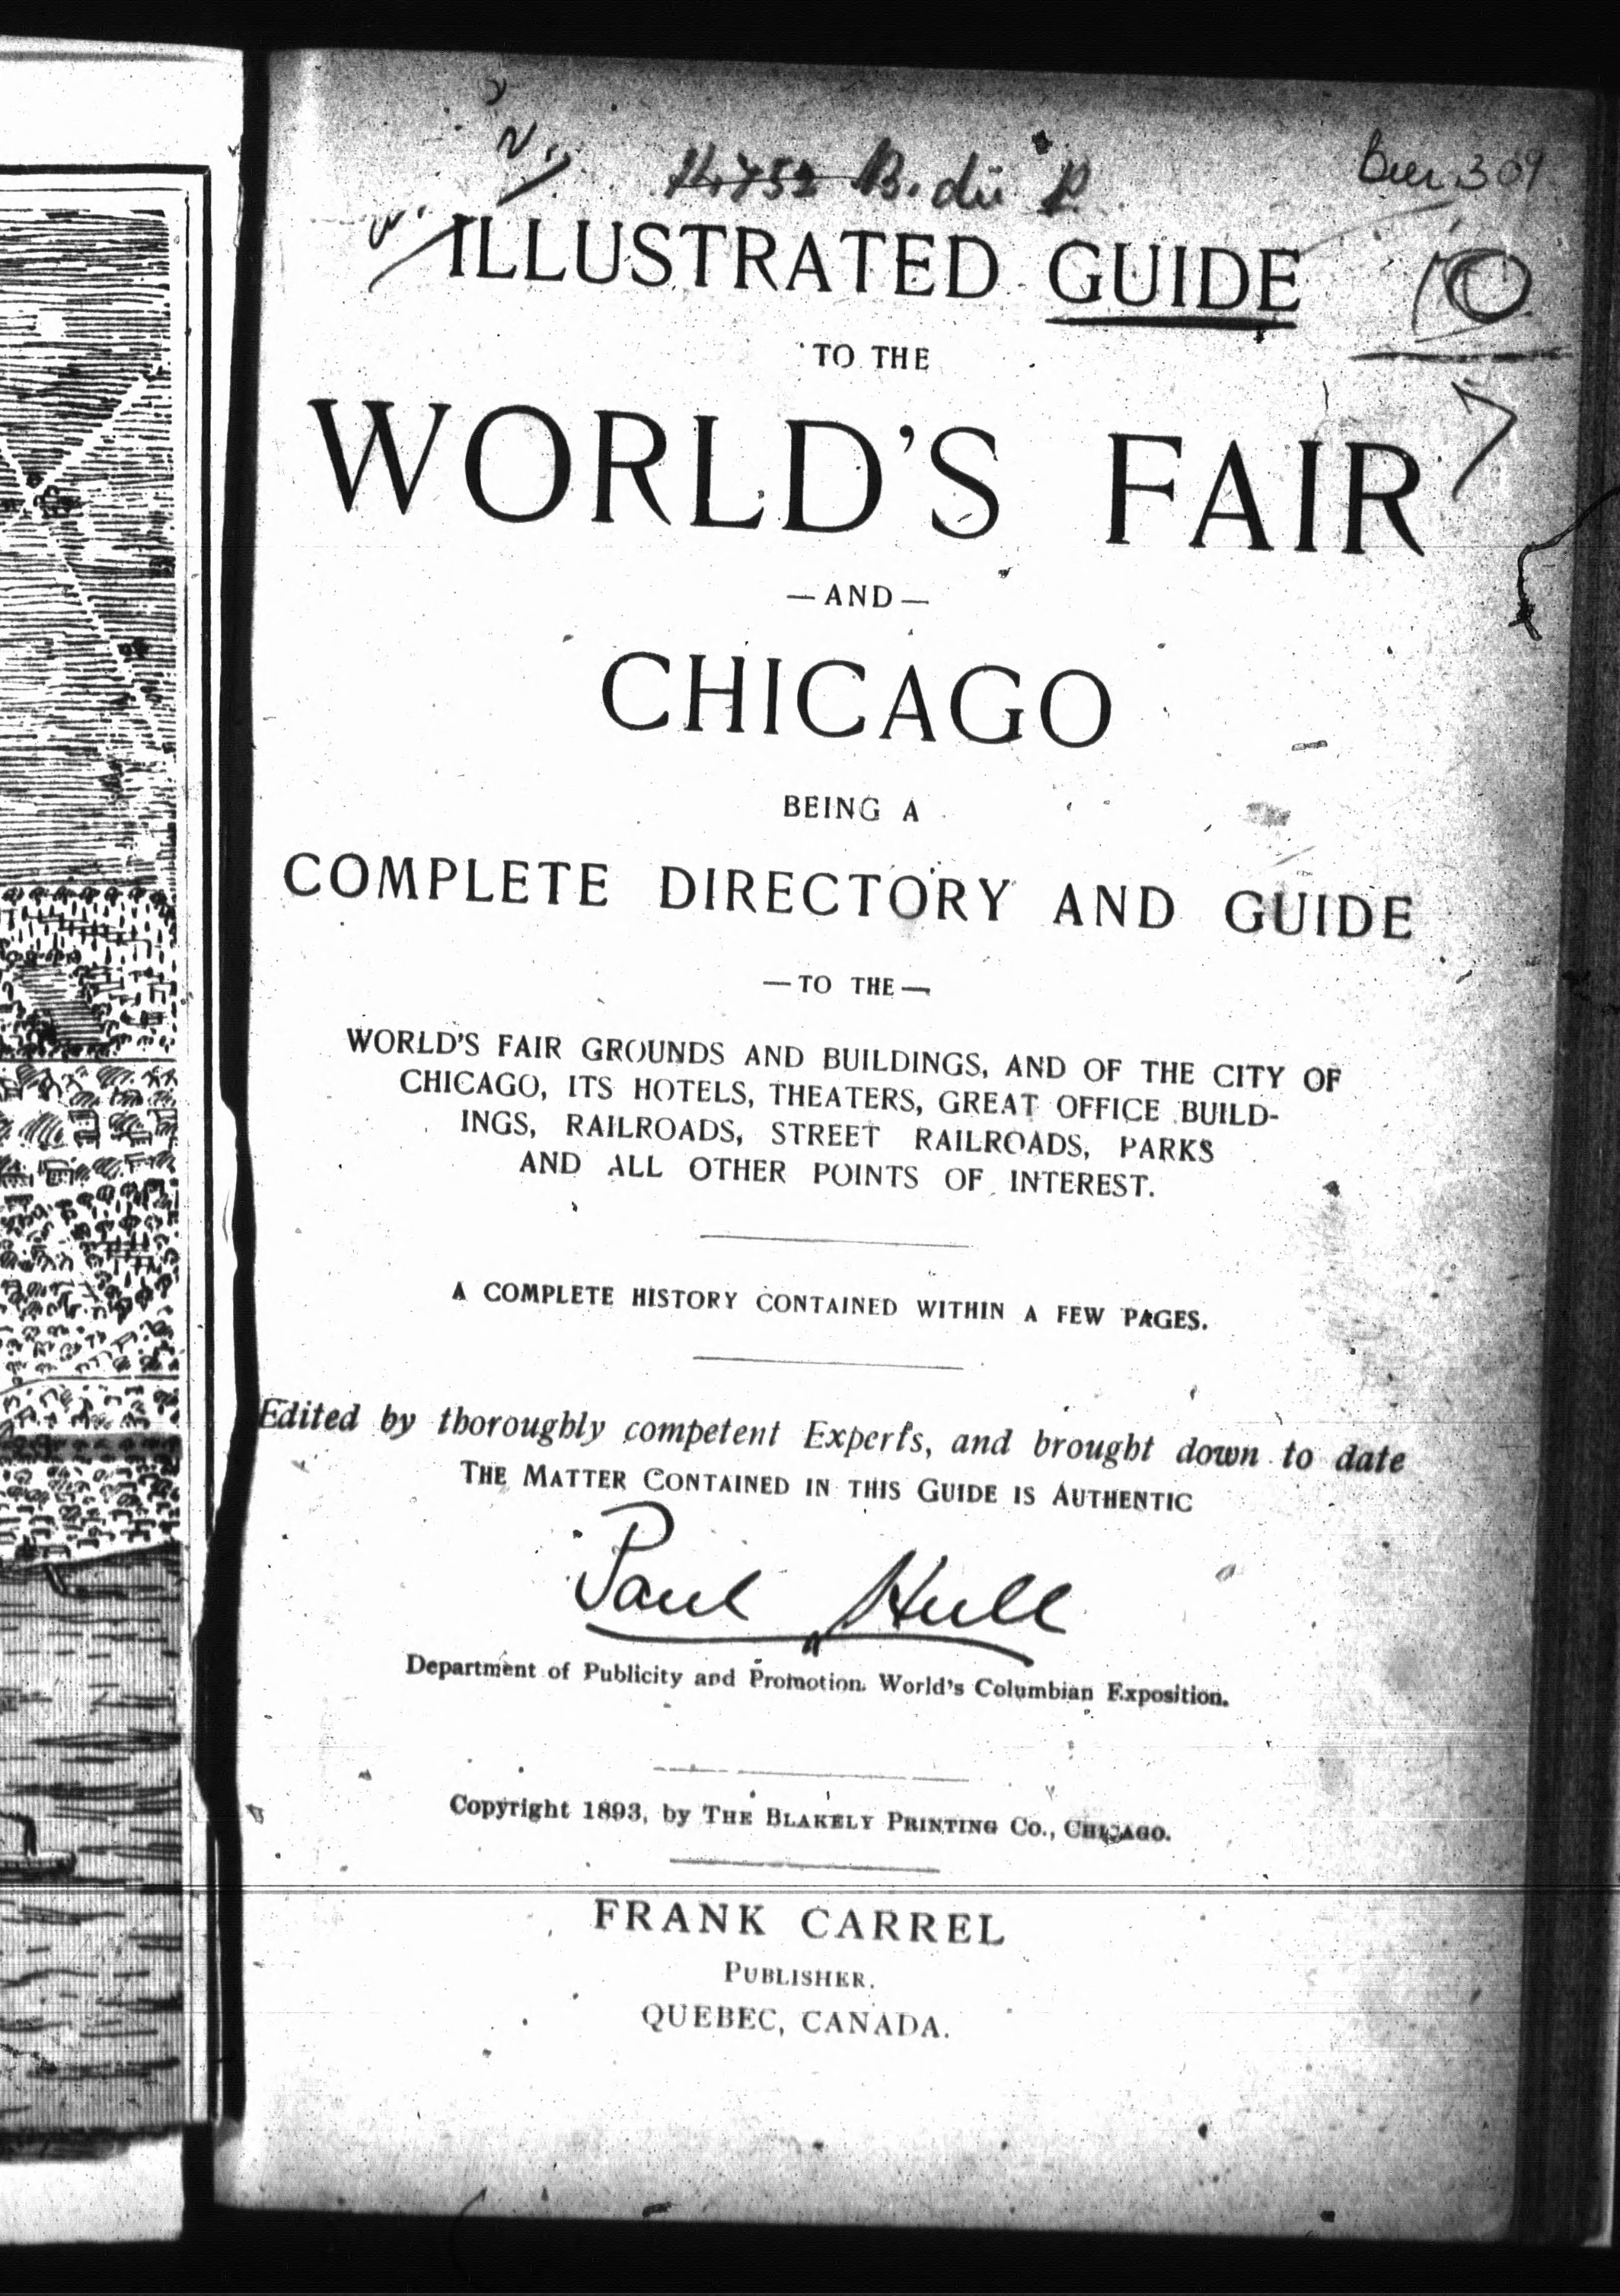 B. du P.
ILLUSTRATED GUIDE
10
TO THE
WORLD'S FAIR
—AND—
CHICAGO
BEING A
COMPLETE DIRECTORY AND GUIDE
—TO THE—
WORLD'S FAIR GROUNDS AND BUILDINGS, AND OF THE CITY OF
CHICAGO, ITS HOTELS, THEATERS, GREAT OFFICE BUILD-
INGS, RAILROADS, STREET RAILROADS, PARKS
AND ALL OTHER POINTS OF INTEREST.
A COMPLETE HISTORY CONTAINED WITHIN A FEW PAGES.
Edited by thoroughly competent Experts, and brought down to date
THE MATTER CONTAINED IN THIS GUIDE IS AUTHENTIC
Paul Hull
Department of Publicity and Promotion, World's Columbian Exposition.
Copyright 1893, by THE BLAKELY PRINTING CO., CHICAGO.
FRANK CARREL
PUBLISHER.
QUEBEC, CANADA.